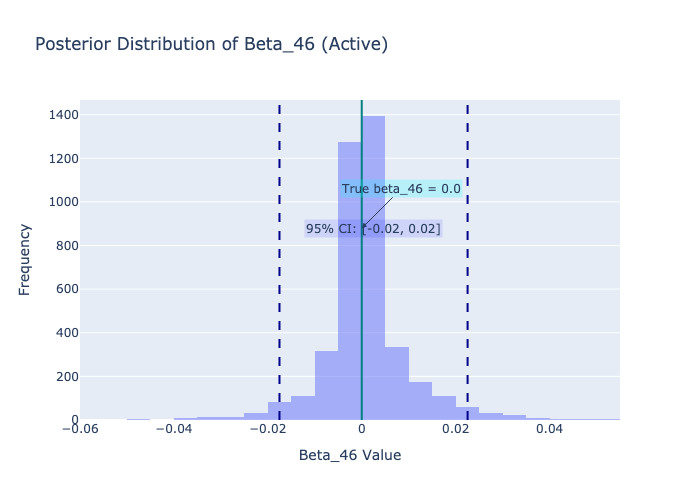 Posterior Distribution of Beta_46 (Active)
1400
1200
1000
800
600
400
200
0
True beta_46 = 0.0
95% CI: [-0.02, 0.02]
−0.06
−0.04
−0.02
0
0.02
0.04
Frequency
Beta_46 Value